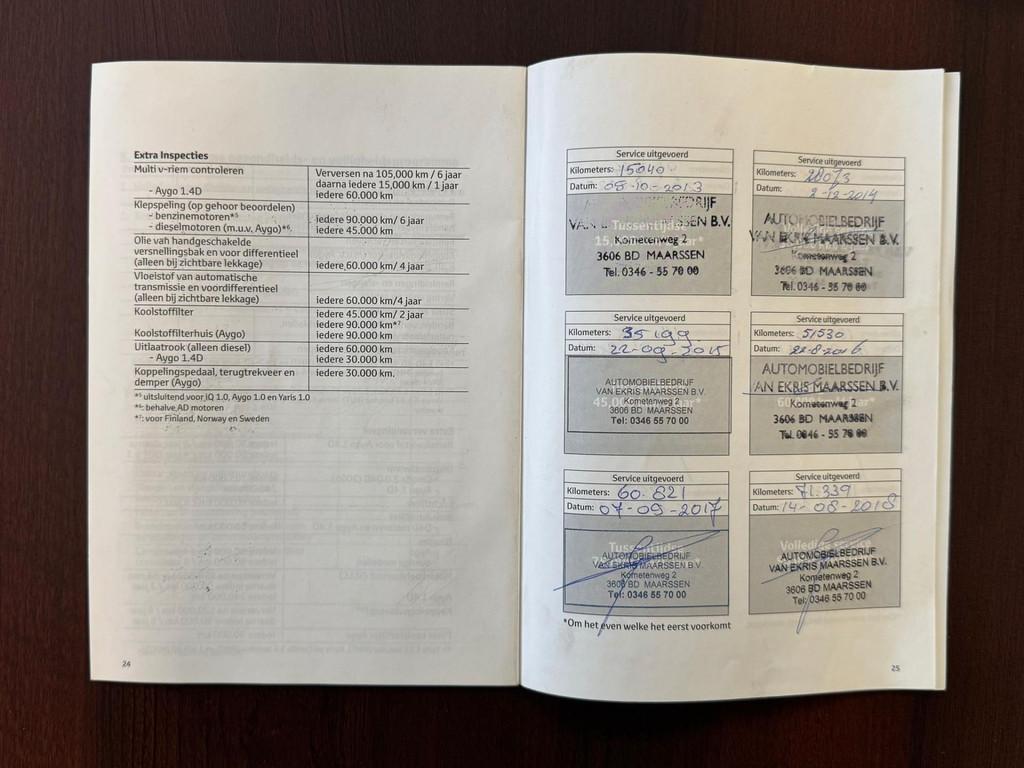 Extra Inspecties
Multi v-riem controleren
Verversen na 105,000 km / 6 jaar
daarna iedere 15,000 km / 1 jaar
- Aygo 1.4D
iedere 60.000 km
Klepspeling (op gehoor beoordelen)
- benzinemotoren*⁵
iedere 90.000 km/ 6 jaar
- dieselmotoren (m.u.v. Aygo)*⁶.
iedere 45.000 km
Olie van handgeschakelde
versnellingsbak en voor differentieel
(alleen bij zichtbare lekkage)
iedere 60.000 km/ 4 jaar
Vloeistof van automatische
transmissie en voordifferentieel
(alleen bij zichtbare lekkage)
iedere 60.000 km/4 jaar
Koolstoffilter
iedere 45.000 km/ 2 jaar
iedere 90.000 km*⁷
Koolstoffilterhuis (Aygo)
iedere 90.000 km
Uitlaatrook (alleen diesel)
iedere 60.000 km
- Aygo 1.4D
iedere 30.000 km
Koppelingspedaal, terugtrekveer en
demper (Aygo)
iedere 30.000 km.
*⁵ uitsluitend voor iQ 1.0, Aygo 1.0 en Yaris 1.0
*⁶: behalve AD motoren
*⁷: voor Finland, Norway en Sweden
24
Service uitgevoerd
Kilometers: 15040
Datum: 08-10-2013
Tussentijdse
VAN MAARSSEN B.V.
Kometenweg 2
3606 BD MAARSSEN
Tel. 0346 - 55 70 00
Service uitgevoerd
Kilometers: 28073
Datum: 2-12-2014
AUTOMOBIELBEDRIJF
VAN EKRIS MAARSSEN B.V.
Kometenweg 2
3606 BD MAARSSEN
Tel. 0346 - 55 70 00
Service uitgevoerd
Kilometers: 35199
Datum: 22-09-2015
AUTOMOBIELBEDRIJF
VAN EKRIS MAARSSEN B.V.
Kometenweg 2
3606 BD MAARSSEN
Tel: 0346 55 70 00
Service uitgevoerd
Kilometers: 51530
Datum: 22-8-2016
AUTOMOBIELBEDRIJF
VAN EKRIS MAARSSEN B.V.
Kometenweg 2
3606 BD MAARSSEN
Tel. 0346 - 55 70 00
Service uitgevoerd
Kilometers: 60.821
Datum: 07-09-2017
Tussentijdse
AUTOMOBIELBEDRIJF
VAN EKRIS MAARSSEN B.V.
Kometenweg 2
3606 BD MAARSSEN
Tel: 0346 55 70 00
Service uitgevoerd
Kilometers: 71.339
Datum: 14-08-2018
Volledige service
AUTOMOBIELBEDRIJF
VAN EKRIS MAARSSEN B.V.
Kometenweg 2
3606 BD MAARSSEN
Tel: 0346 55 70 00
*Om het even welke het eerst voorkomt
25